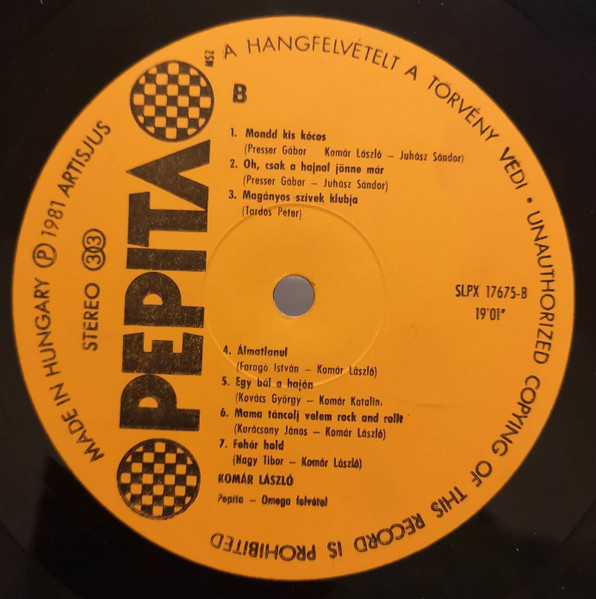 A HANGFELVÉTELT A TÖRVÉNY VÉDI • UNAUTHORIZED COPYING OF THIS RECORD IS PROHIBITED
MADE IN HUNGARY Ⓟ 1981 ARTISJUS
STEREO 33
PEPITA
MSZ
B
1. Mondd kis kócos
(Presser Gábor Komár László – Juhász Sándor)
2. Oh, csak a hajnal jönne már
(Presser Gábor – Juhász Sándor)
3. Magányos szívek klubja
(Tardos Péter)
SLPX 17675-B
19'01"
4. Álmatlanul
(Faragó István – Komár László)
5. Egy bál a hajón
(Kovács György – Komár Katalin,
6. Mama táncolj velem rock and rollt
(Karácsony János – Komár László)
7. Fehér hold
(Nagy Tibor – Komár László)
KOMÁR LÁSZLÓ
Pepita – Omega felvétel